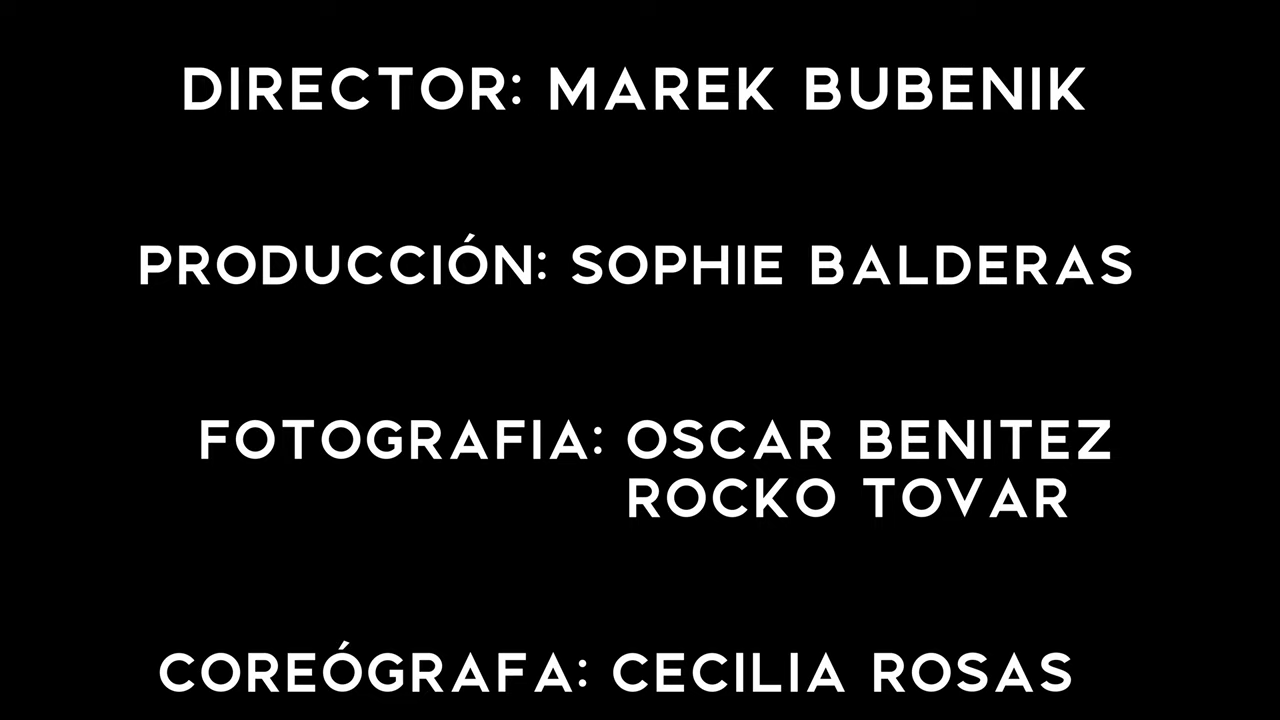 DIRECTOR: MAREK BUBENIK
PRODUCCIÓN: SOPHIE BALDERAS
FOTOGRAFIA: OSCAR BENITEZ
ROCKO TOVAR
COREÓGRAFA: CECILIA ROSAS